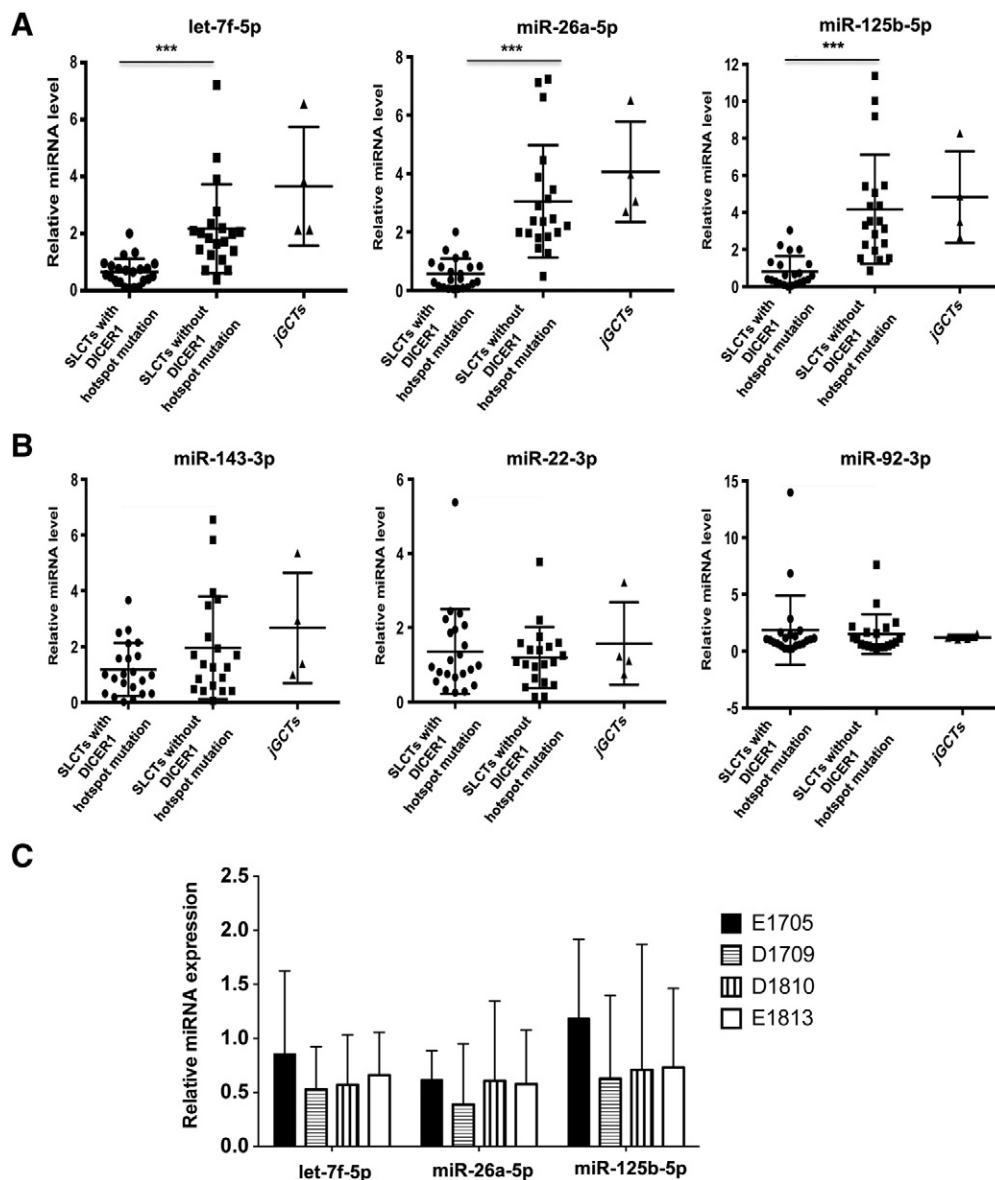 A
let-7f-5p
miR-26a-5p
miR-125b-5p
***
***
***
Relative miRNA level
8
6
4
2
0
Relative miRNA level
8
6
4
2
0
Relative miRNA level
12
10
8
6
4
2
0
SLCTs with
DICER1
hotspot mutation
SLCTs without
DICER1
hotspot mutation
jGCTs
SLCTs with
DICER1
hotspot mutation
SLCTs without
DICER1
hotspot mutation
jGCTs
SLCTs with
DICER1
hotspot mutation
SLCTs without
DICER1
hotspot mutation
jGCTs
B
miR-143-3p
miR-22-3p
miR-92-3p
Relative miRNA level
8
6
4
2
0
Relative miRNA level
6
4
2
0
Relative miRNA level
15
10
5
0
-5
SLCTs with
DICER1
hotspot mutation
SLCTs without
DICER1
hotspot mutation
jGCTs
SLCTs with
DICER1
hotspot mutation
SLCTs without
DICER1
hotspot mutation
jGCTs
SLCTs with
DICER1
hotspot mutation
SLCTs without
DICER1
hotspot mutation
jGCTs
C
Relative miRNA expression
2.5
2.0
1.5
1.0
0.5
0.0
let-7f-5p
miR-26a-5p
miR-125b-5p
E1705
D1709
D1810
E1813